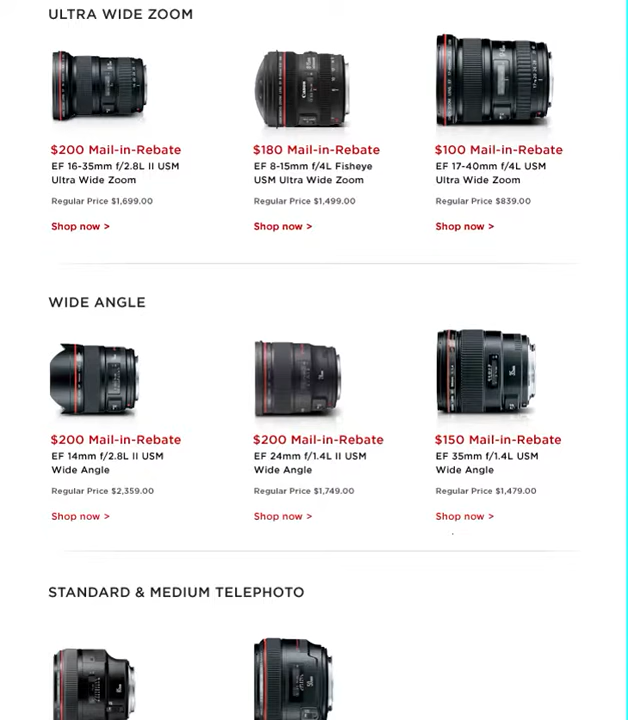 ULTRA WIDE ZOOM
$200 Mail-in-Rebate
EF 16-35mm f/2.8L II USM
Ultra Wide Zoom
Regular Price $1,699.00
Shop now >
$180 Mail-in-Rebate
EF 8-15mm f/4L Fisheye
USM Ultra Wide Zoom
Regular Price $1,499.00
Shop now >
$100 Mail-in-Rebate
EF 17-40mm f/4L USM
Ultra Wide Zoom
Regular Price $839.00
Shop now >
WIDE ANGLE
$200 Mail-in-Rebate
EF 14mm f/2.8L II USM
Wide Angle
Regular Price $2,359.00
Shop now >
$200 Mail-in-Rebate
EF 24mm f/1.4L II USM
Wide Angle
Regular Price $1,749.00
Shop now >
$150 Mail-in-Rebate
EF 35mm f/1.4L USM
Wide Angle
Regular Price $1,479.00
Shop now >
STANDARD & MEDIUM TELEPHOTO